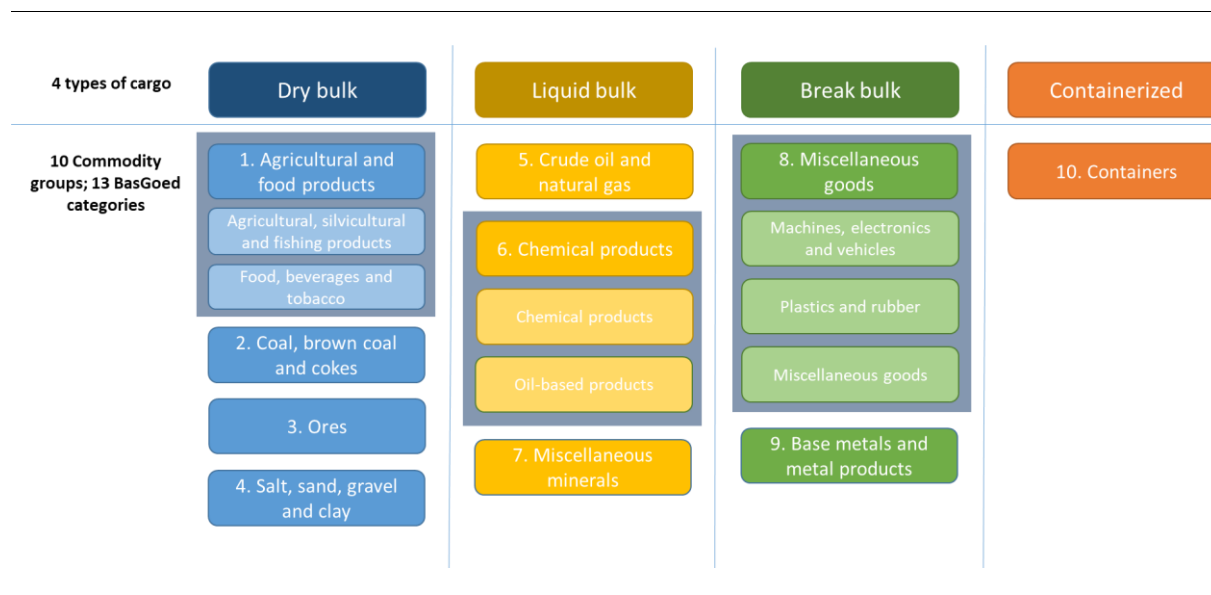 4 types of cargo
Dry bulk
Liquid bulk
Break bulk
Containerized
10 Commodity
groups; 13 BasGoed
categories
1. Agricultural and
food products
Agricultural, silvicultural
and fishing products
Food, beverages and
tobacco
2. Coal, brown coal
and cokes
3. Ores
4. Salt, sand, gravel
and clay
5. Crude oil and
natural gas
6. Chemical products
Chemical products
Oil-based products
7. Miscellaneous
minerals
8. Miscellaneous
goods
Machines, electronics
and vehicles
Plastics and rubber
Miscellaneous goods
9. Base metals and
metal products
10. Containers